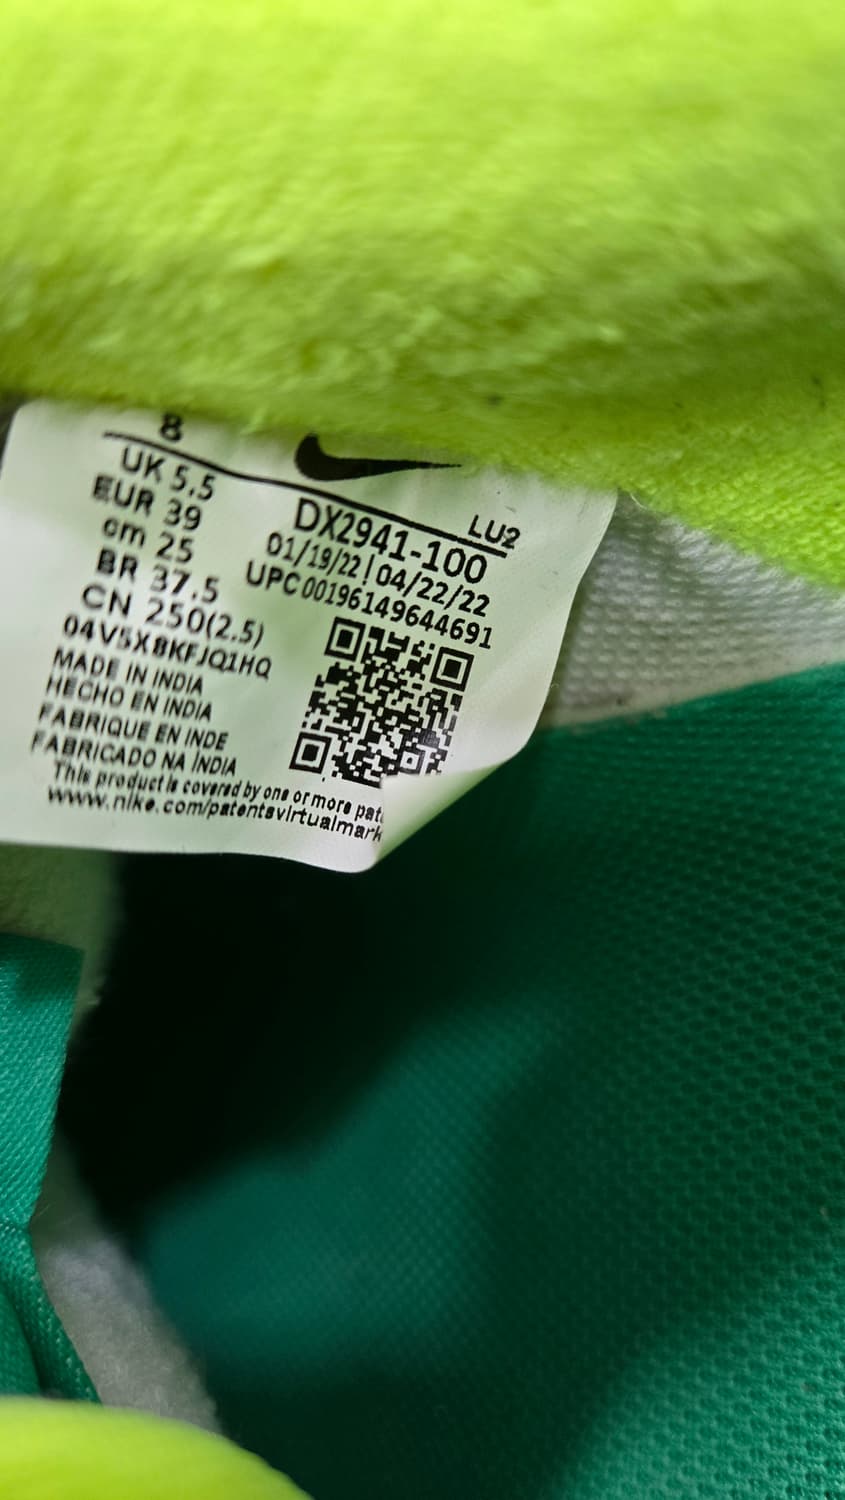 8
UK 5.5
EUR 39
cm 25
BR 37.5
CN 250(2.5)
04V5X8KFJQ1HQ
MADE IN INDIA
HECHO EN INDIA
FABRIQUE EN INDE
FABRICADO NA ÍNDIA
LU2
DX2941-100
01/19/22 | 04/22/22
UPC 00196149644691
This product is covered by one or more
www.nike.com/patentsvirtualmark